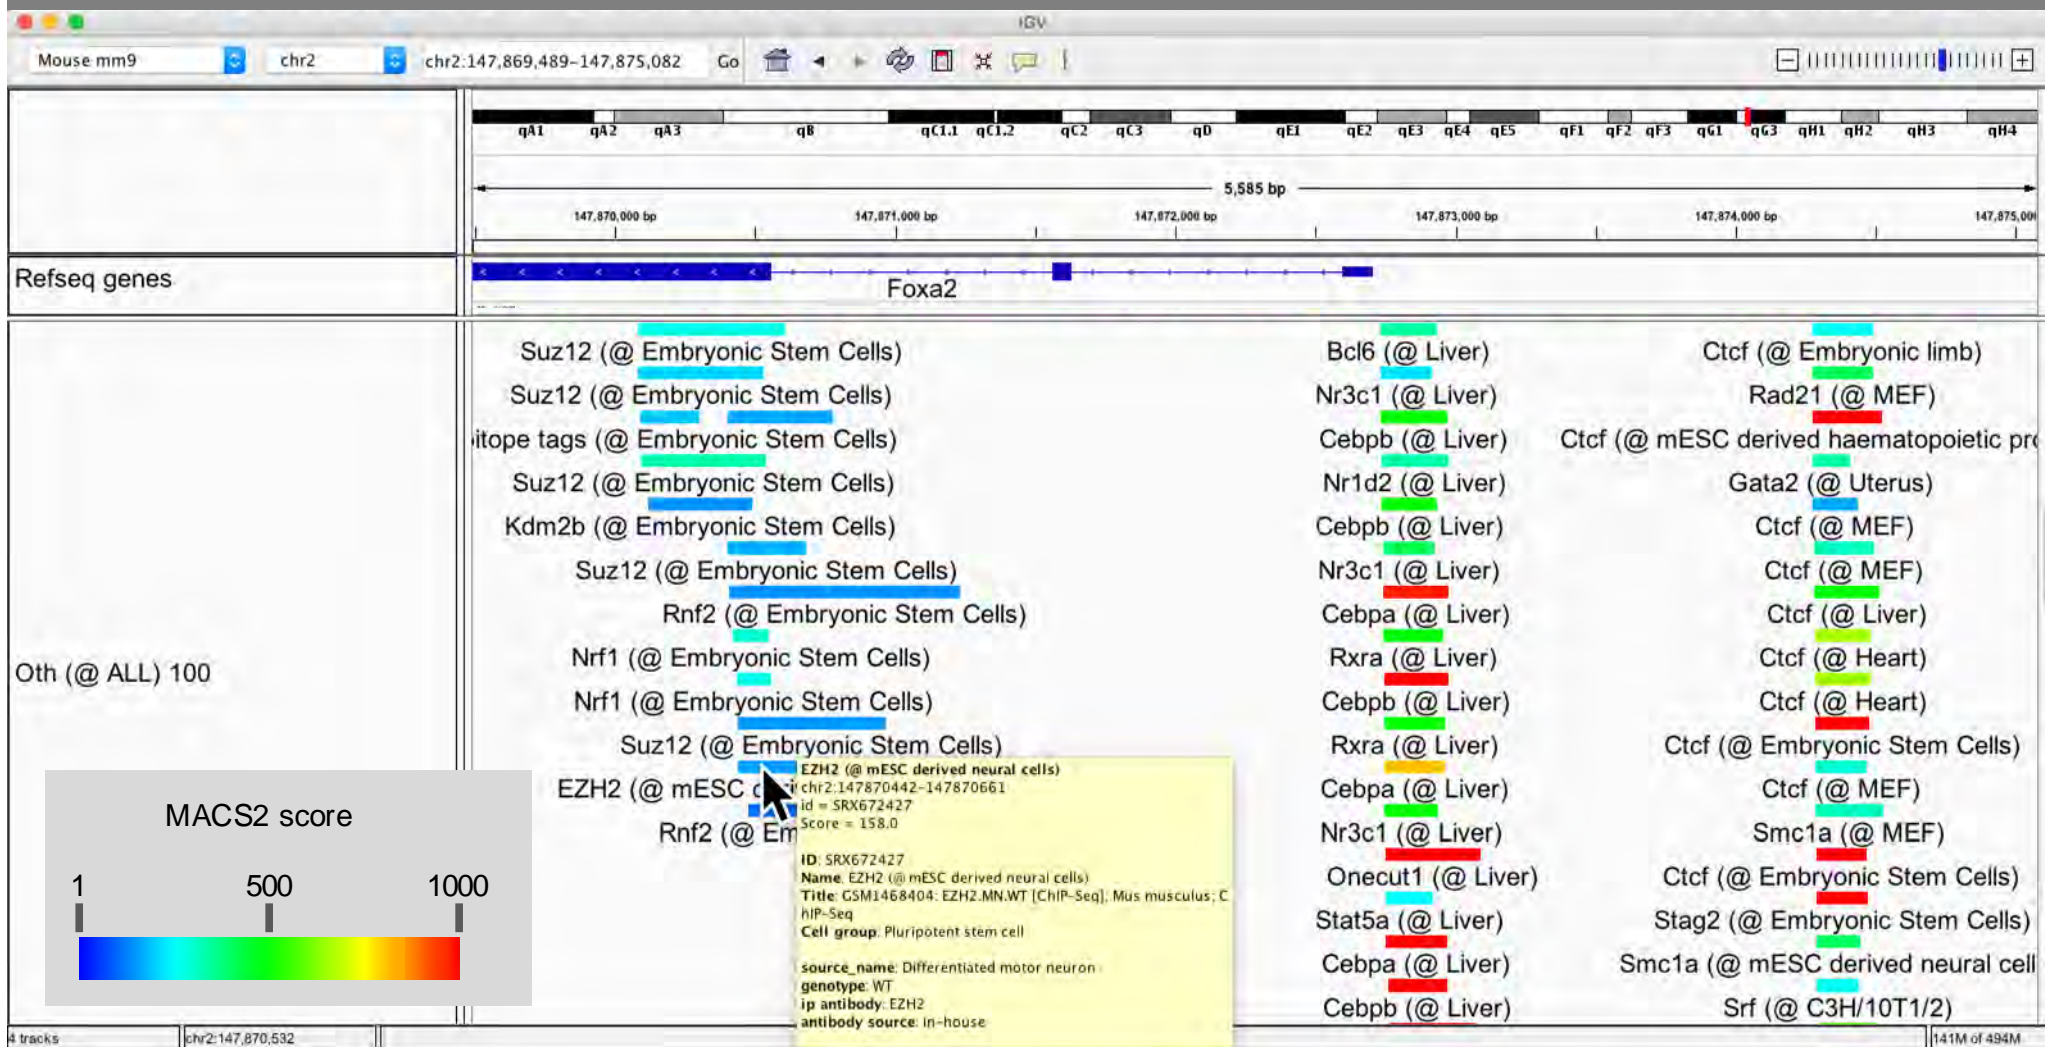 IGV
Mouse mm9 chr2 chr2:147,869,489-147,875,082 Go
qA1 qA2 qA3 qB qC1.1 qC1.2 qC2 qC3 qD qE1 qE2 qE3 qE4 qE5 qF1 qF2 qF3 qG1 qG3 qH1 qH2 qH3 qH4
5,585 bp
147,870,000 bp 147,871,000 bp 147,872,000 bp 147,873,000 bp 147,874,000 bp 147,875,00
Refseq genes
Foxa2
Suz12 (@ Embryonic Stem Cells) Bcl6 (@ Liver) Ctcf (@ Embryonic limb)
Suz12 (@ Embryonic Stem Cells) Nr3c1 (@ Liver) Rad21 (@ MEF)
itope tags (@ Embryonic Stem Cells) Cebpb (@ Liver) Ctcf (@ mESC derived haematopoietic pro
Suz12 (@ Embryonic Stem Cells) Nr1d2 (@ Liver) Gata2 (@ Uterus)
Kdm2b (@ Embryonic Stem Cells) Cebpb (@ Liver) Ctcf (@ MEF)
Suz12 (@ Embryonic Stem Cells) Nr3c1 (@ Liver) Ctcf (@ MEF)
Rnf2 (@ Embryonic Stem Cells) Cebpa (@ Liver) Ctcf (@ Liver)
Nrf1 (@ Embryonic Stem Cells) Rxra (@ Liver) Ctcf (@ Heart)
Oth (@ ALL) 100
Nrf1 (@ Embryonic Stem Cells) Cebpb (@ Liver) Ctcf (@ Heart)
Suz12 (@ Embryonic Stem Cells) Rxra (@ Liver) Ctcf (@ Embryonic Stem Cells)
EZH2 (@ mESC Cebpa (@ Liver) Ctcf (@ MEF)
Rnf2 (@ Em Nr3c1 (@ Liver) Smc1a (@ MEF)
Onecut1 (@ Liver) Ctcf (@ Embryonic Stem Cells)
Stat5a (@ Liver) Stag2 (@ Embryonic Stem Cells)
Cebpa (@ Liver) Smc1a (@ mESC derived neural cell
Cebpb (@ Liver) Srf (@ C3H/10T1/2)
EZH2 (@ mESC derived neural cells)
chr2:147870442-147870661
id = SRX672427
Score = 158.0
ID: SRX672427
Name: EZH2 (@ mESC derived neural cells)
Title: GSM1468404: EZH2.MN.WT [ChIP-Seq]; Mus musculus; C
hIP-Seq
Cell group: Pluripotent stem cell
source_name: Differentiated motor neuron
genotype: WT
ip antibody: EZH2
antibody source: in-house
MACS2 score
1 500 1000
4 tracks chr2:147,870,532 141M of 494M